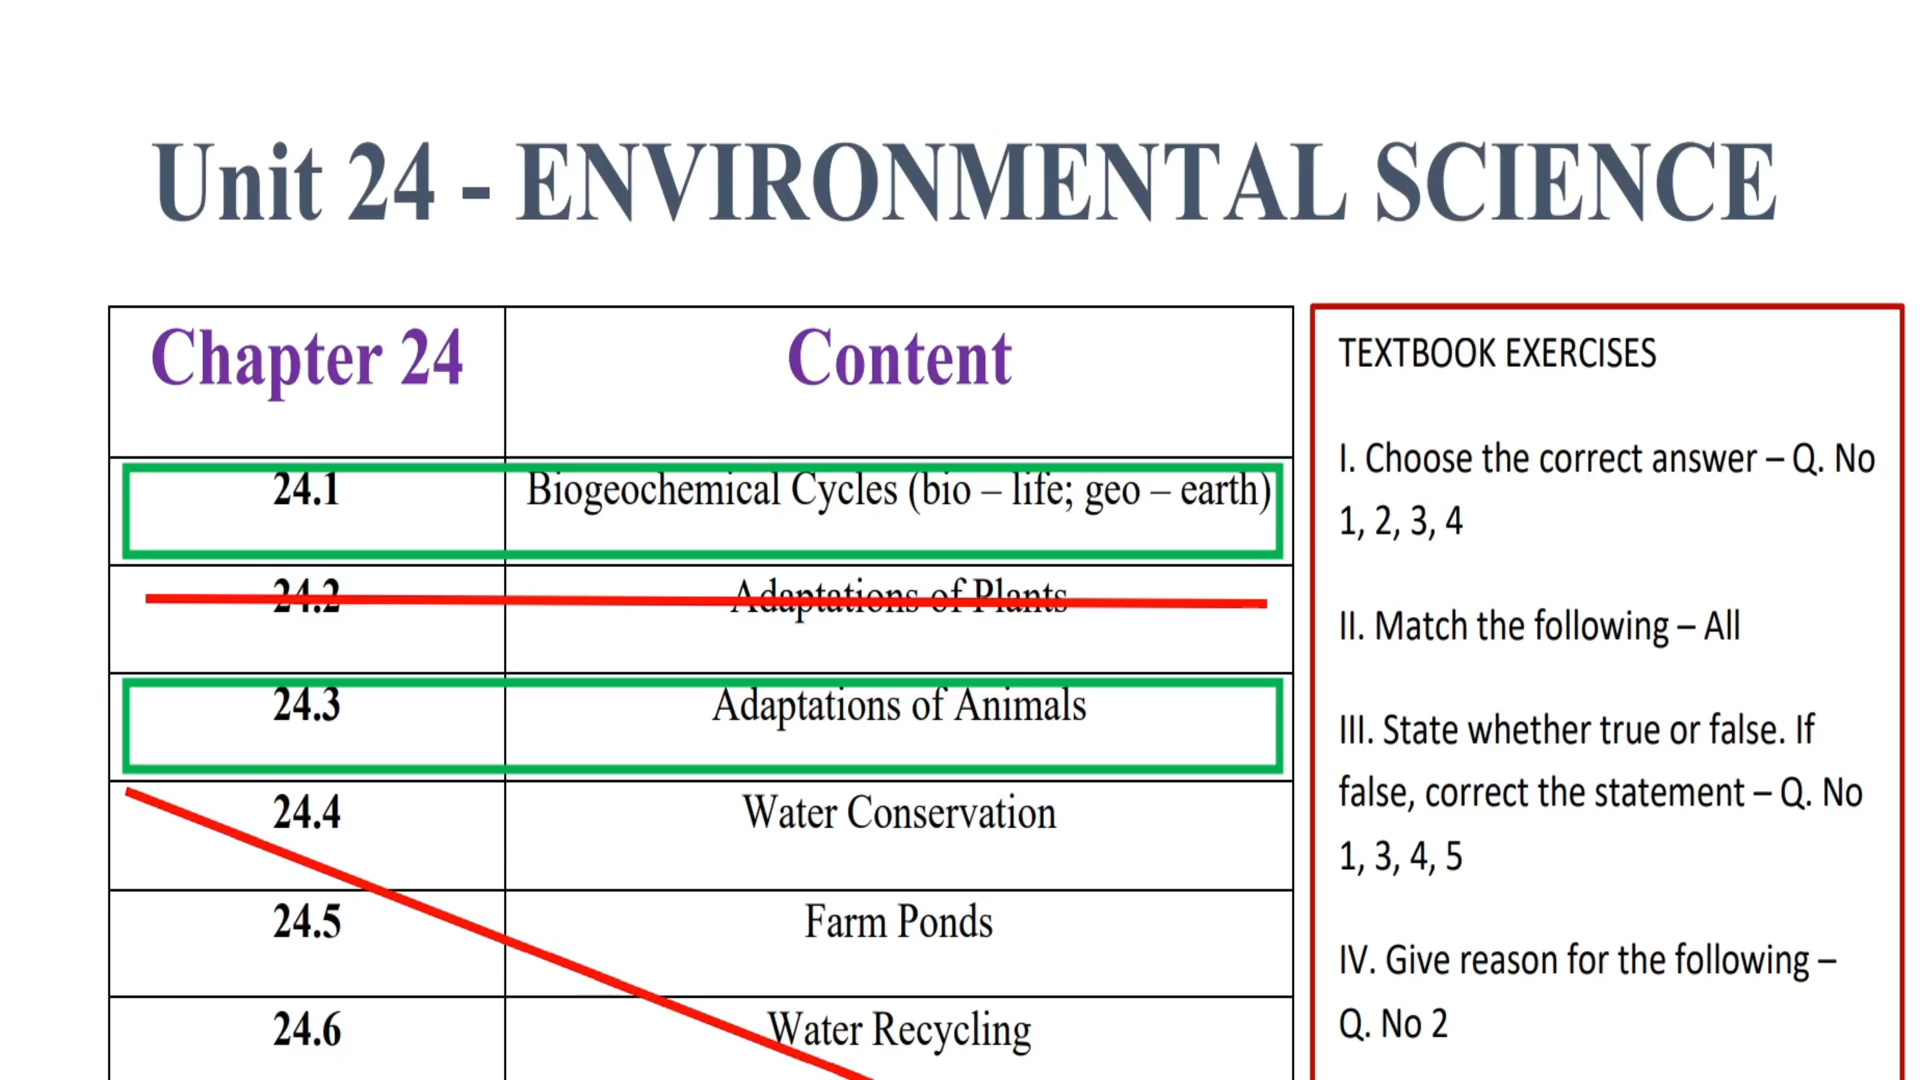 Unit 24 - ENVIRONMENTAL SCIENCE
Chapter 24 Content
24.1 Biogeochemical Cycles (bio – life; geo – earth)
24.2 Adaptations of Plants
24.3 Adaptations of Animals
24.4 Water Conservation
24.5 Farm Ponds
24.6 Water Recycling
TEXTBOOK EXERCISES
I. Choose the correct answer – Q. No
1, 2, 3, 4
II. Match the following – All
III. State whether true or false. If
false, correct the statement – Q. No
1, 3, 4, 5
IV. Give reason for the following –
Q. No 2